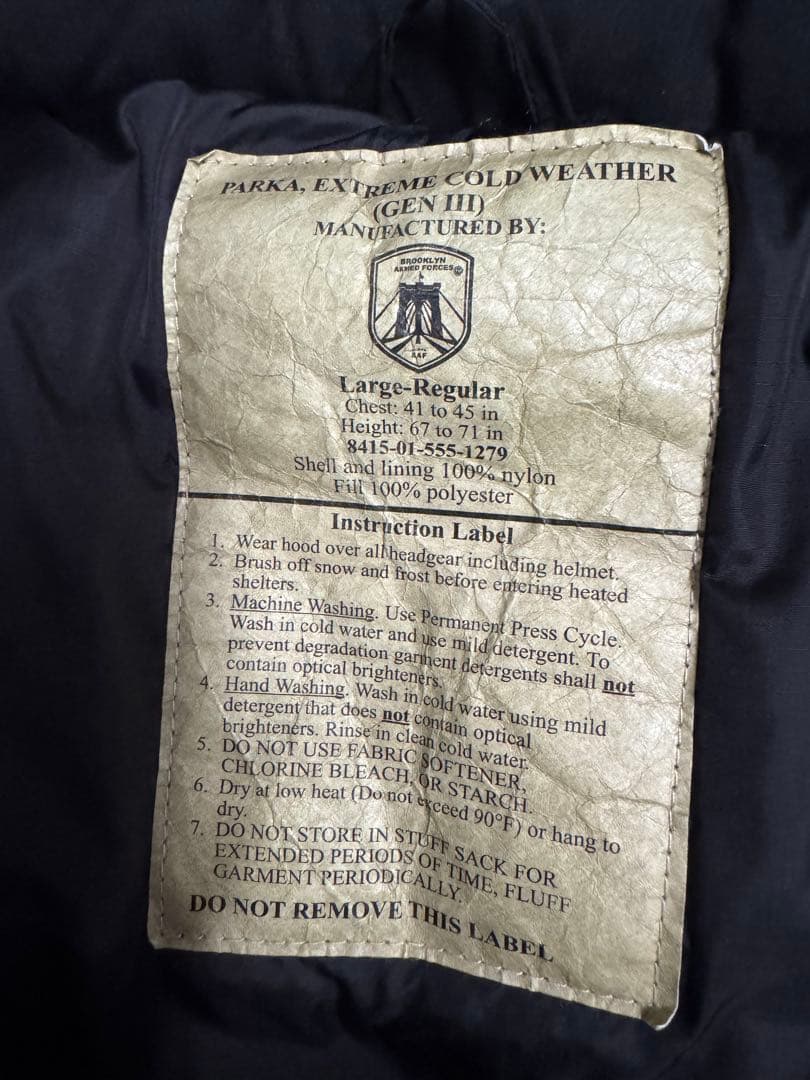 PARKA, EXTREME COLD WEATHER
(GEN III)
MANUFACTURED BY:
BROOKLYN
ARMED FORCES
AAF
Large-Regular
Chest: 41 to 45 in
Height: 67 to 71 in
8415-01-555-1279
Shell and lining 100% nylon
Fill 100% polyester
Instruction Label
1. Wear hood over all headgear including helmet.
2. Brush off snow and frost before entering heated
shelters.
3. Machine Washing. Use Permanent Press Cycle.
Wash in cold water and use mild detergent. To
prevent degradation garment detergents shall not
contain optical brighteners.
4. Hand Washing. Wash in cold water using mild
detergent that does not contain optical
brighteners. Rinse in clean cold water.
5. DO NOT USE FABRIC SOFTENER,
CHLORINE BLEACH, OR STARCH.
6. Dry at low heat (Do not exceed 90°F) or hang to
dry.
7. DO NOT STORE IN STUFF SACK FOR
EXTENDED PERIODS OF TIME, FLUFF
GARMENT PERIODICALLY.
DO NOT REMOVE THIS LABEL